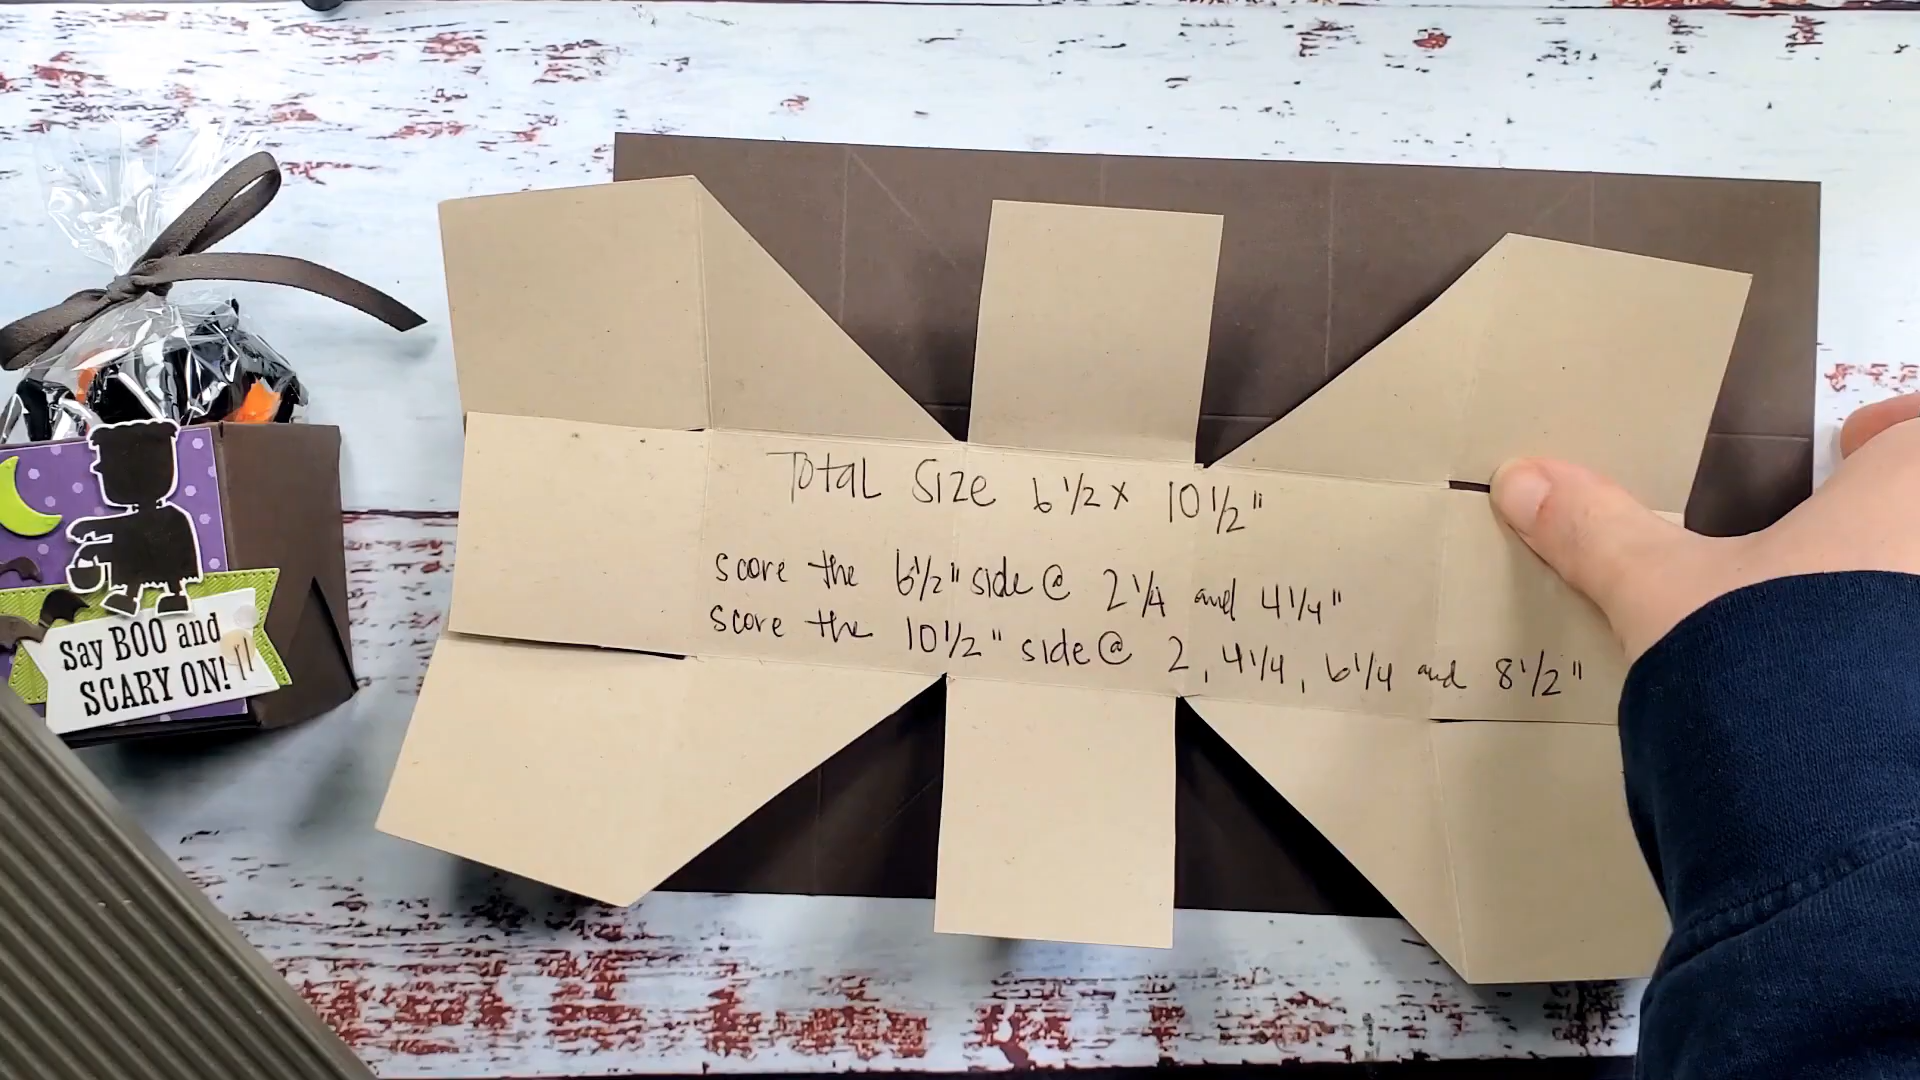 Total Size 6 1/2 x 10 1/2"
score the 6 1/2" side @ 2 1/4 and 4 1/4"
score the 10 1/2" side @ 2, 4 1/4, 6 1/4 and 8 1/2"
Say BOO and
SCARY ON!